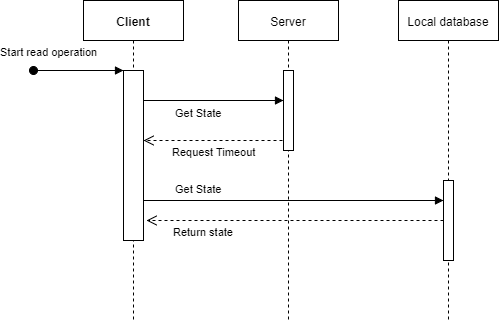 Client
Server
Local database
Start read operation
Get State
Request Timeout
Get State
Return state